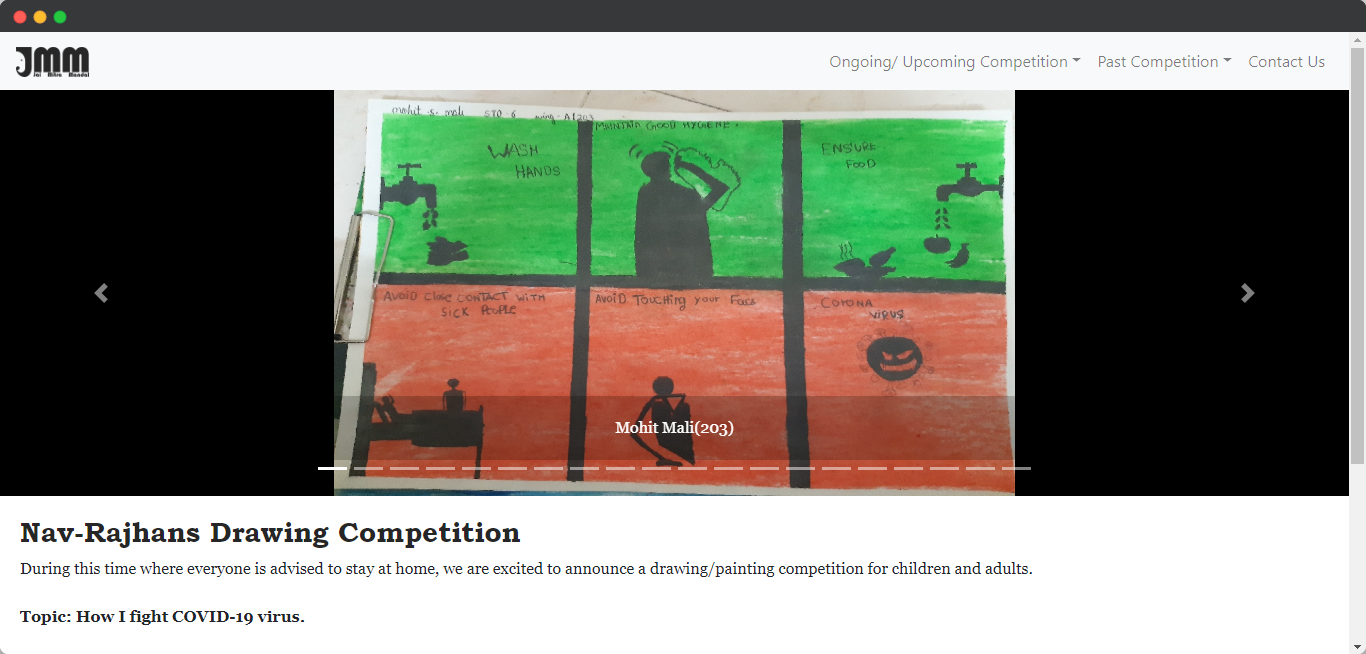 JMM
Jai Mitra Mandal
Ongoing/ Upcoming Competition
Past Competition
Contact Us
mohit s. mali STD 6 wing-A/203
WASH
HANDS
MAINTAIN GOOD HYGIENE.
ENSURE
FOOD
AVOID Close CONTACT WITH
SICK PEOPLE
AVOID Touching your Face
CORONA
VIRUS
Mohit Mali(203)
Nav-Rajhans Drawing Competition
During this time where everyone is advised to stay at home, we are excited to announce a drawing/painting competition for children and adults.
Topic: How I fight COVID-19 virus.